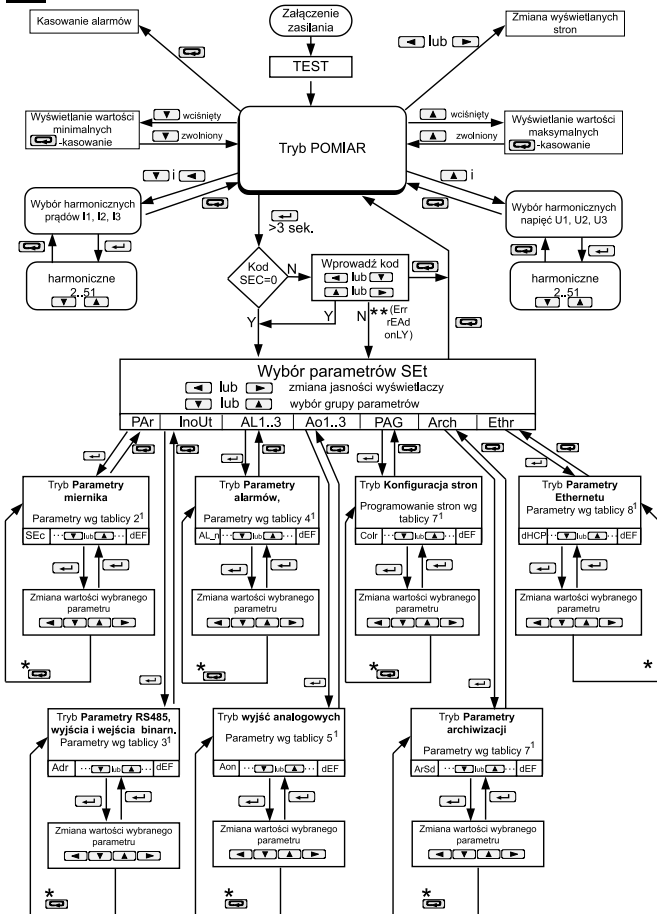 Kasowanie alarmów
Załączenie
zasilania
Zmiana wyświetlanych
stron
lub
TEST
Wyświetlanie wartości
minimalnych
-kasowanie
wciśnięty
zwolniony
Tryb POMIAR
wciśnięty
zwolniony
Wyświetlanie wartości
maksymalnych
-kasowanie
i
i
Wybór harmonicznych
prądów I1, I2, I3
Wybór harmonicznych
napięć U1, U2, U3
>3 sek.
harmoniczne
2..51
Kod
SEC=0
N
Wprowadź kod
lub
lub
harmoniczne
2..51
Y
Y
N
**(Err
rEAd
onLY)
Wybór parametrów SEt
lub zmiana jasności wyświetlaczy
lub wybór grupy parametrów
PAr InoUt AL1..3 Ao1..3 PAG Arch Ethr
Tryb Parametry
miernika
Parametry wg tablicy 2¹
SEc ... lub ... dEF
Zmiana wartości wybranego
parametru
*
Tryb Parametry
alarmów,
Parametry wg tablicy 4¹
AL_n ... lub ... dEF
Zmiana wartości wybranego
parametru
*
Tryb Konfiguracja stron
Programowanie stron wg
tablicy 7¹
Colr ... lub ... dEF
Zmiana wartości wybranego
parametru
*
Tryb Parametry
Ethernetu
Parametry wg tablicy 8¹
dHCP ... lub ... dEF
Zmiana wartości wybranego
parametru
*
Tryb Parametry RS485,
wyjścia i wejścia binarn.
Parametry wg tablicy 3¹
Adr ... lub ... dEF
Zmiana wartości wybranego
parametru
*
Tryb wyjść analogowych
Parametry wg tablicy 5¹
Aon ... lub ... dEF
Zmiana wartości wybranego
parametru
*
Tryb Parametry
archiwizacji
Parametry wg tablicy 7¹
ArSd ... lub ... dEF
Zmiana wartości wybranego
parametru
*